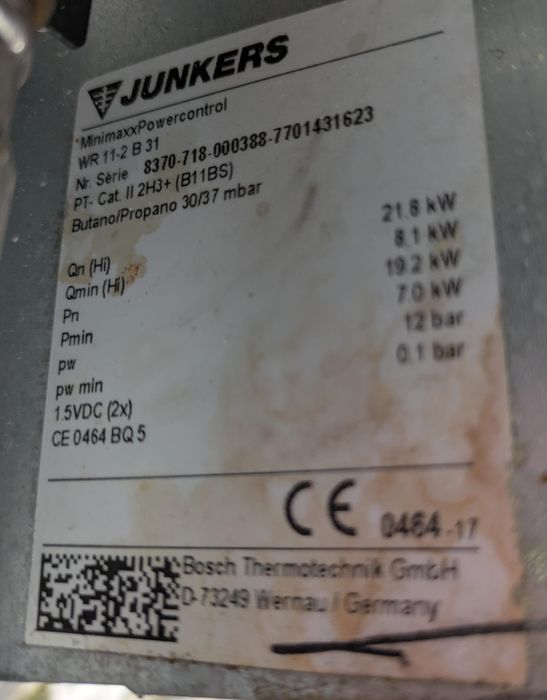 JUNKERS
MinimaxxPowercontrol
WR 11-2 B 31
Nr. Série 8370-718-000388-7701431623
PT- Cat. II 2H3+ (B11BS)
Butano/Propano 30/37 mbar
Qn (Hi) 21.8 kW
Qmin (Hi) 8.1 kW
Pn 19.2 kW
Pmin 7.0 kW
pw 12 bar
pw min 0.1 bar
1.5VDC (2x)
CE 0464 BQ 5
CE 0464 -17
Bosch Thermotechnik GmbH
D-73249 Wernau / Germany